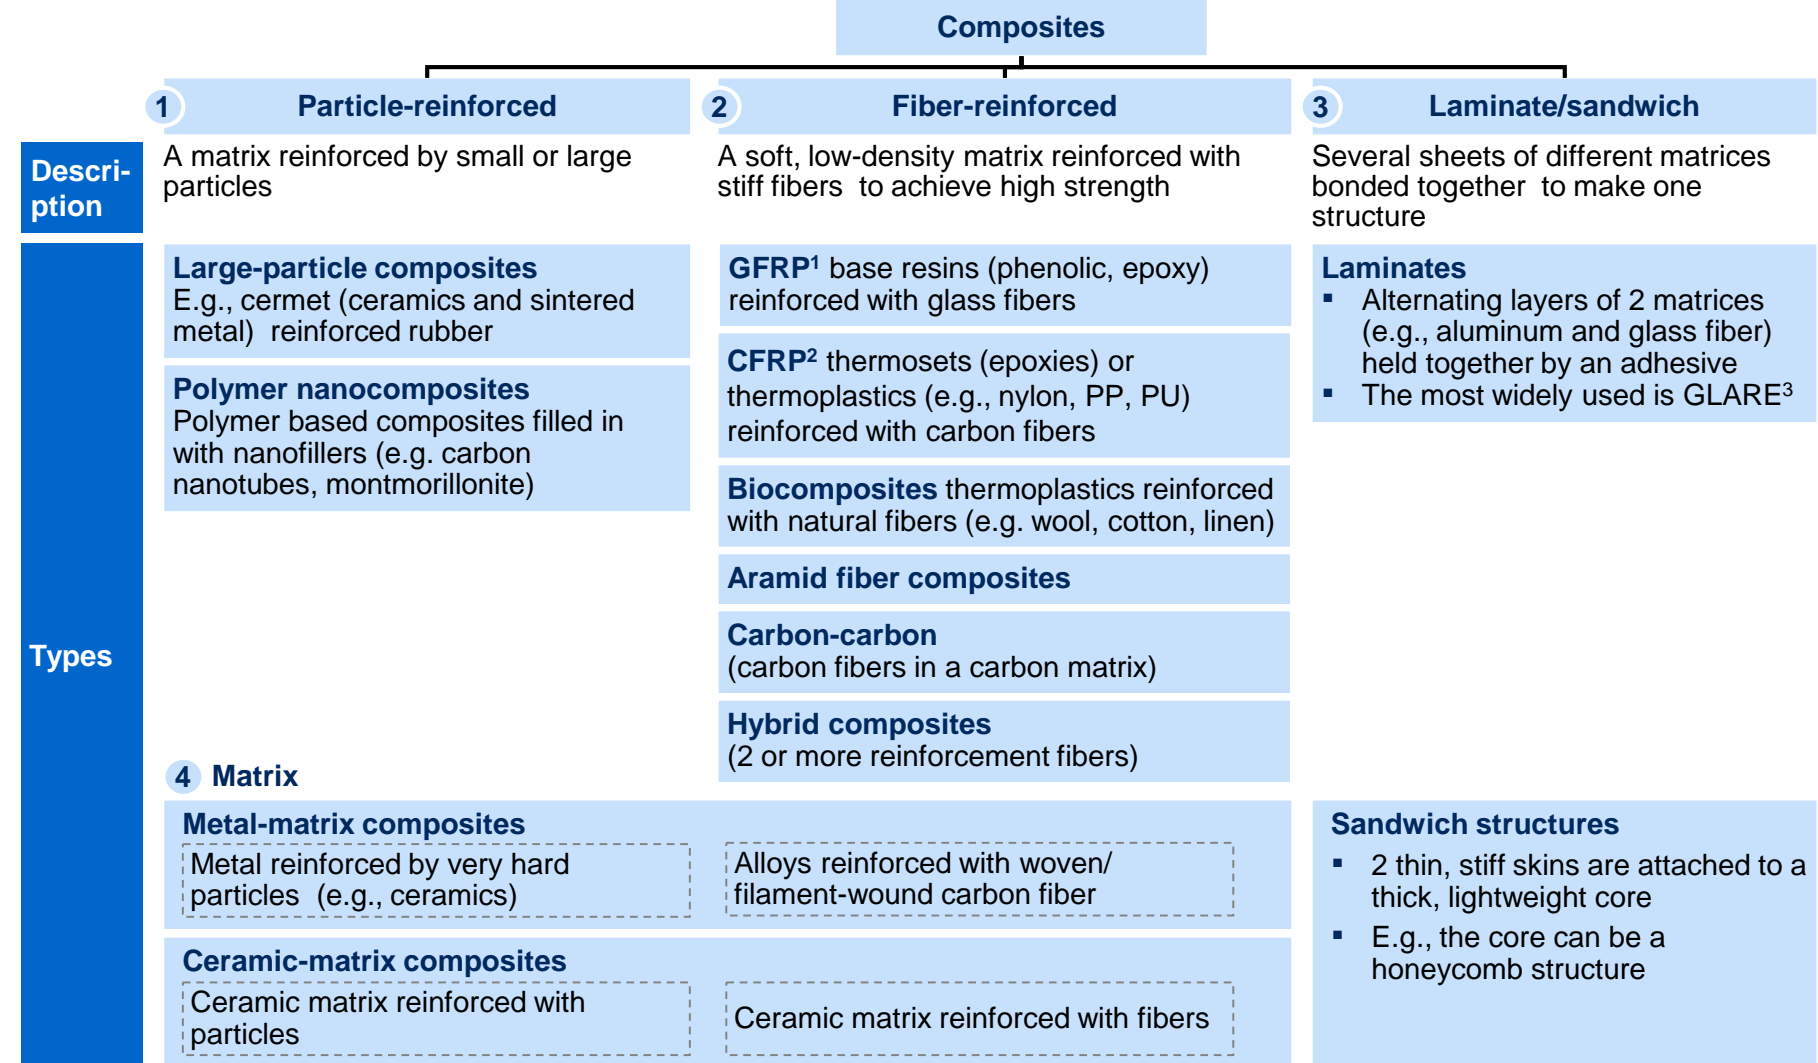 Composites
1 Particle-reinforced
2 Fiber-reinforced
3 Laminate/sandwich
Descri-
ption
A matrix reinforced by small or large
particles
A soft, low-density matrix reinforced with
stiff fibers to achieve high strength
Several sheets of different matrices
bonded together to make one
structure
Types
Large-particle composites
E.g., cermet (ceramics and sintered
metal) reinforced rubber
Polymer nanocomposites
Polymer based composites filled in
with nanofillers (e.g. carbon
nanotubes, montmorillonite)
GFRP¹ base resins (phenolic, epoxy)
reinforced with glass fibers
CFRP² thermosets (epoxies) or
thermoplastics (e.g., nylon, PP, PU)
reinforced with carbon fibers
Biocomposites thermoplastics reinforced
with natural fibers (e.g. wool, cotton, linen)
Aramid fiber composites
Carbon-carbon
(carbon fibers in a carbon matrix)
Hybrid composites
(2 or more reinforcement fibers)
Laminates
▪ Alternating layers of 2 matrices
(e.g., aluminum and glass fiber)
held together by an adhesive
▪ The most widely used is GLARE³
4 Matrix
Metal-matrix composites
Metal reinforced by very hard
particles (e.g., ceramics)
Alloys reinforced with woven/
filament-wound carbon fiber
Ceramic-matrix composites
Ceramic matrix reinforced with
particles
Ceramic matrix reinforced with fibers
Sandwich structures
▪ 2 thin, stiff skins are attached to a
thick, lightweight core
▪ E.g., the core can be a
honeycomb structure